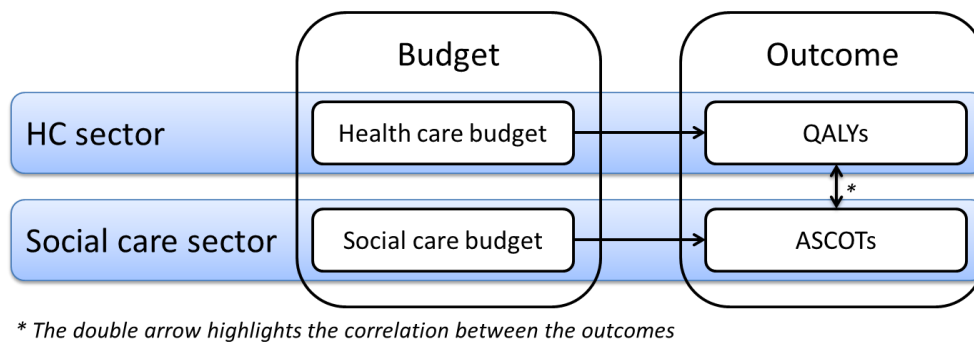 Budget
Outcome
HC sector
Health care budget
QALYs
*
Social care sector
Social care budget
ASCOTs
* The double arrow highlights the correlation between the outcomes